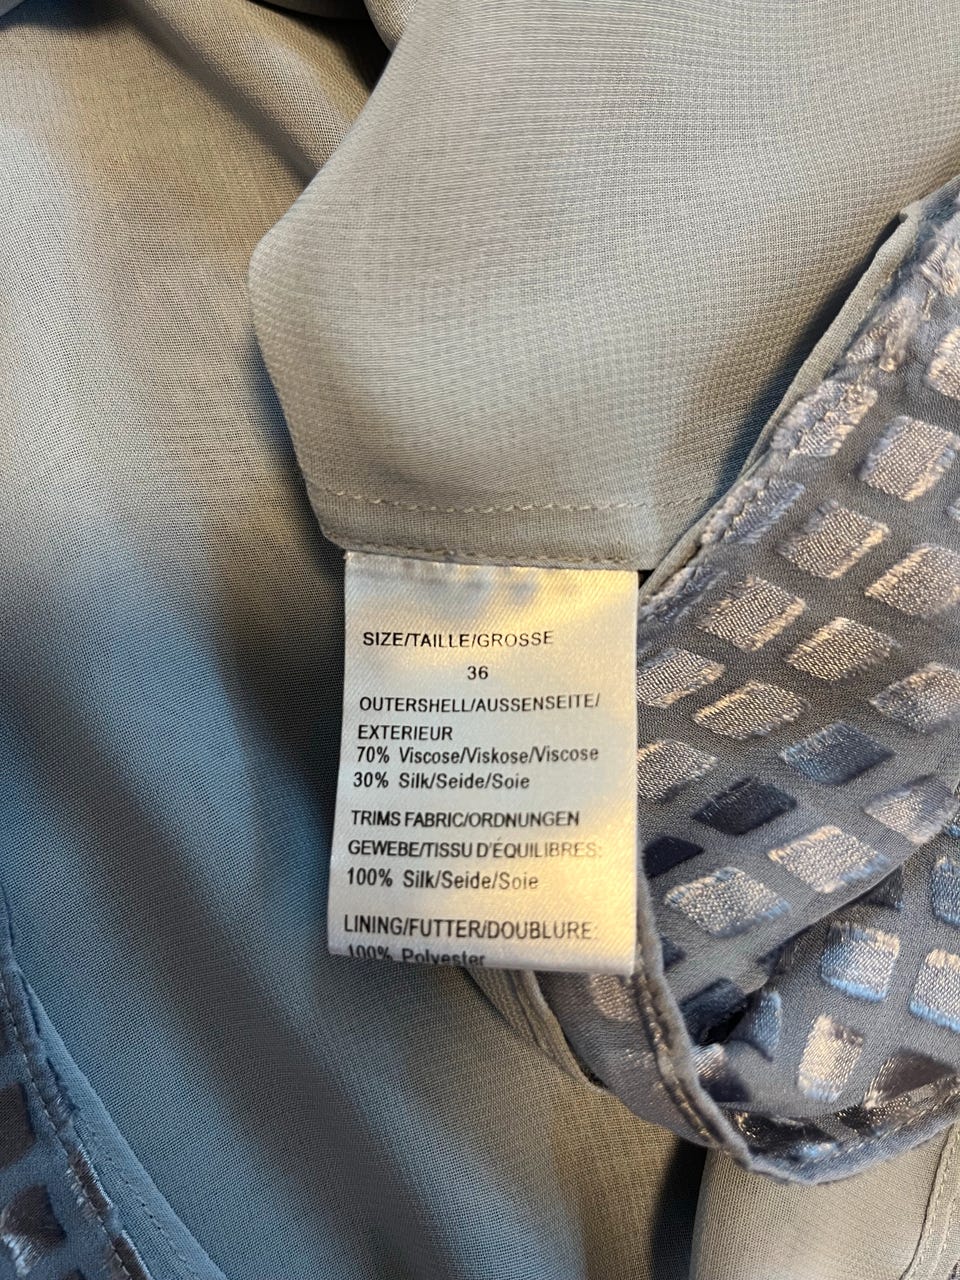 SIZE/TAILLE/GROSSE
36
OUTERSHELL/AUSSENSEITE/
EXTERIEUR
70% Viscose/Viskose/Viscose
30% Silk/Seide/Soie
TRIMS FABRIC/ORDNUNGEN
GEWEBE/TISSU D'ÉQUILIBRES:
100% Silk/Seide/Soie
LINING/FUTTER/DOUBLURE:
100% Polyester